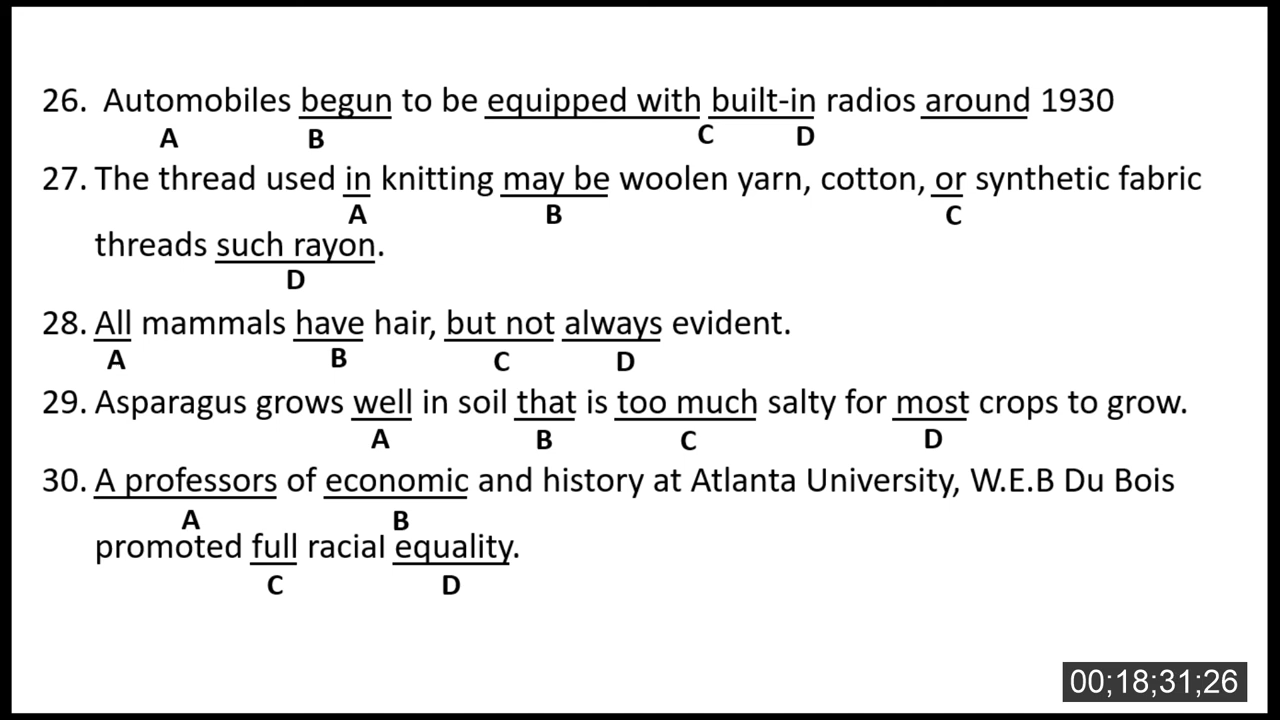 26. Automobiles begun to be equipped with built-in radios around 1930
A B C D
27. The thread used in knitting may be woolen yarn, cotton, or synthetic fabric
A B C
threads such rayon.
D
28. All mammals have hair, but not always evident.
A B C D
29. Asparagus grows well in soil that is too much salty for most crops to grow.
A B C D
30. A professors of economic and history at Atlanta University, W.E.B Du Bois
A B
promoted full racial equality.
C D
00;18;31;26